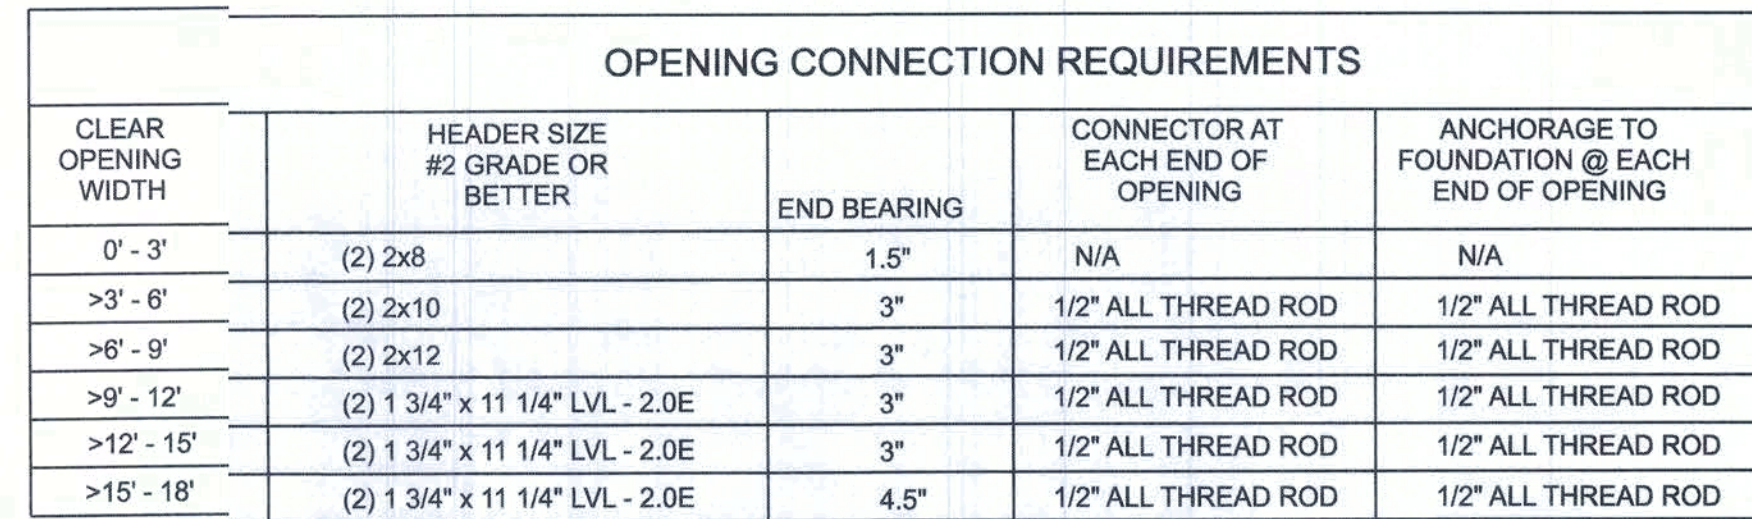 OPENING CONNECTION REQUIREMENTS
CLEAR OPENING WIDTH | HEADER SIZE #2 GRADE OR BETTER | END BEARING | CONNECTOR AT EACH END OF OPENING | ANCHORAGE TO FOUNDATION @ EACH END OF OPENING
0' - 3' | (2) 2x8 | 1.5" | N/A | N/A
>3' - 6' | (2) 2x10 | 3" | 1/2" ALL THREAD ROD | 1/2" ALL THREAD ROD
>6' - 9' | (2) 2x12 | 3" | 1/2" ALL THREAD ROD | 1/2" ALL THREAD ROD
>9' - 12' | (2) 1 3/4" x 11 1/4" LVL - 2.0E | 3" | 1/2" ALL THREAD ROD | 1/2" ALL THREAD ROD
>12' - 15' | (2) 1 3/4" x 11 1/4" LVL - 2.0E | 3" | 1/2" ALL THREAD ROD | 1/2" ALL THREAD ROD
>15' - 18' | (2) 1 3/4" x 11 1/4" LVL - 2.0E | 4.5" | 1/2" ALL THREAD ROD | 1/2" ALL THREAD ROD